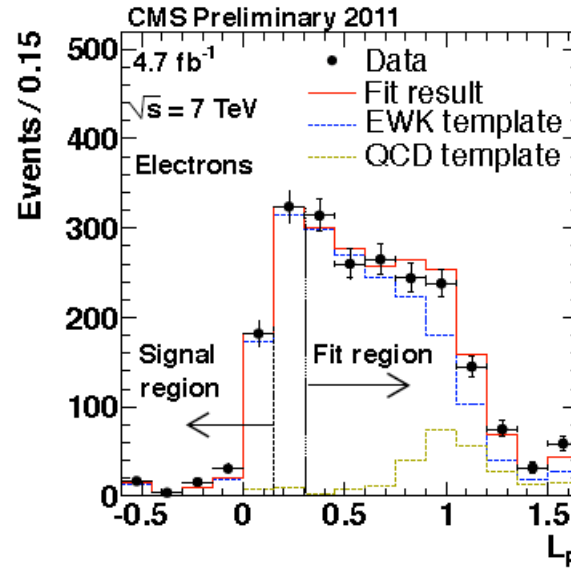 CMS Preliminary 2011
4.7 fb⁻¹
√s = 7 TeV
Electrons
Data
Fit result
EWK template
QCD template
Signal
region
Fit region
Events / 0.15
500
400
300
200
100
0
-0.5 0 0.5 1 1.5